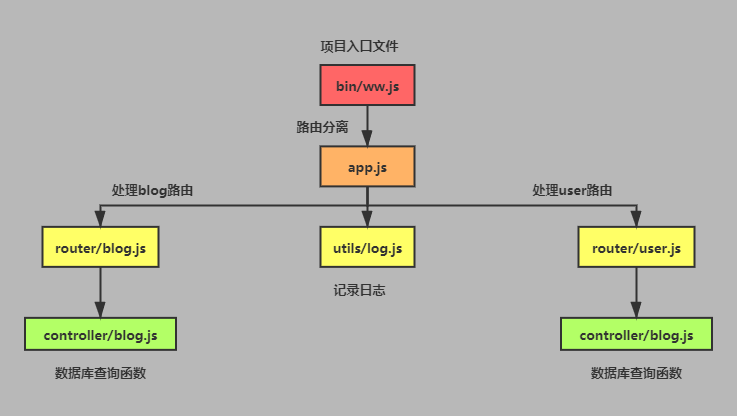 项目入口文件
bin/ww.js
路由分离
app.js
处理blog路由
处理user路由
router/blog.js
utils/log.js
router/user.js
记录日志
controller/blog.js
controller/blog.js
数据库查询函数
数据库查询函数